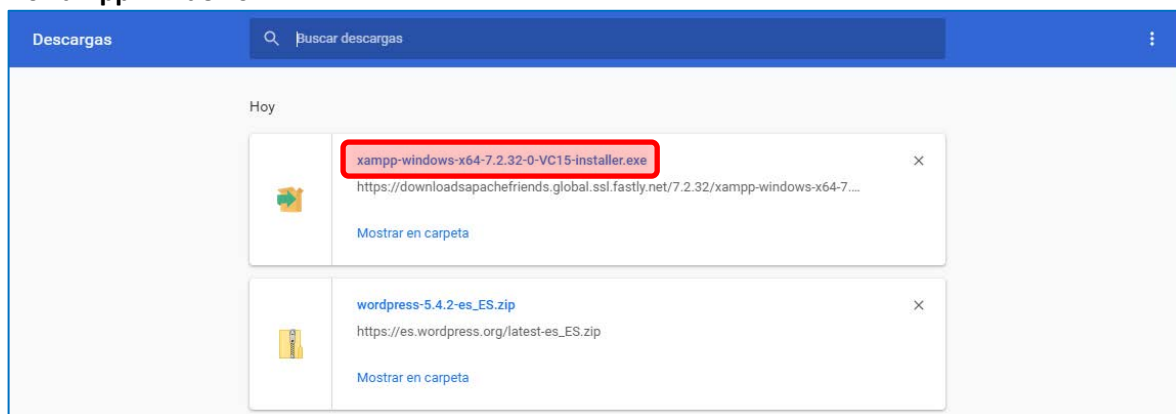 Descargas
Buscar descargas
Hoy
xampp-windows-x64-7.2.32-0-VC15-installer.exe
https://downloadsapachefriends.global.ssl.fastly.net/7.2.32/xampp-windows-x64-7....
Mostrar en carpeta
wordpress-5.4.2-es_ES.zip
https://es.wordpress.org/latest-es_ES.zip
Mostrar en carpeta